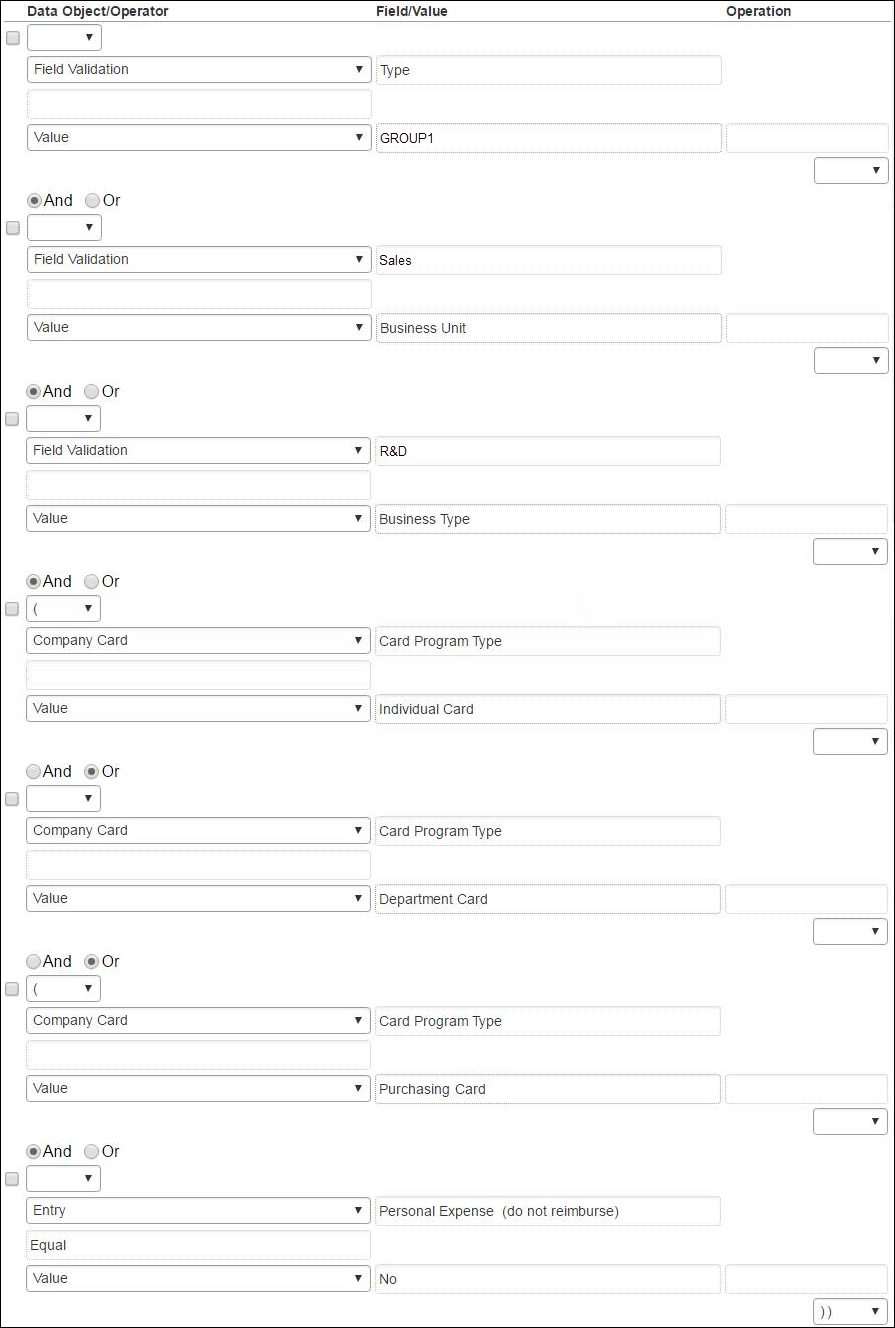 Data Object/Operator Field/Value Operation
Field Validation Type
Value GROUP1
And Or
Field Validation Sales
Value Business Unit
And Or
Field Validation R&D
Value Business Type
And Or
(
Company Card Card Program Type
Value Individual Card
And Or
Company Card Card Program Type
Value Department Card
And Or
(
Company Card Card Program Type
Value Purchasing Card
And Or
Entry Personal Expense (do not reimburse)
Equal
Value No
))